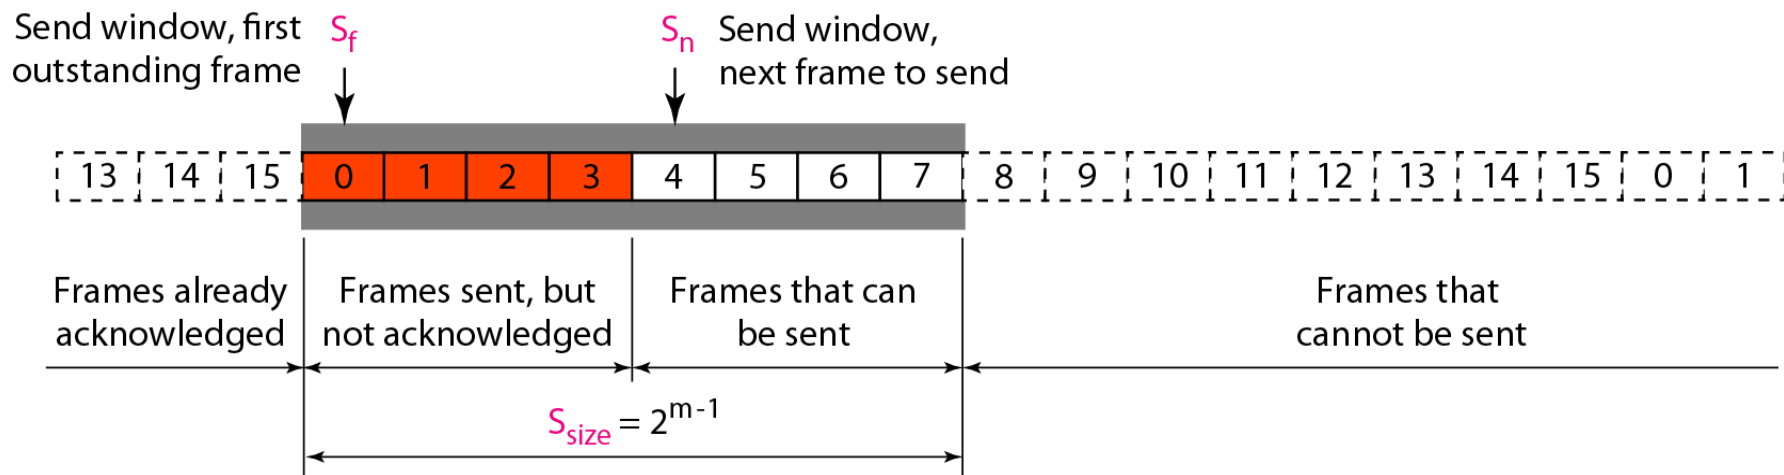 Send window, first
outstanding frame
Sf
Sn
Send window,
next frame to send
13 14 15 0 1 2 3 4 5 6 7 8 9 10 11 12 13 14 15 0 1
Frames already
acknowledged
Frames sent, but
not acknowledged
Frames that can
be sent
Frames that
cannot be sent
Ssize = 2^m-1